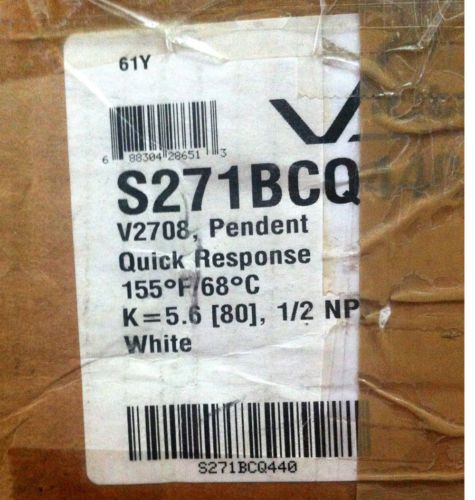 61Y
6 88304 28651 3
S271BCQ
V2708, Pendent
Quick Response
155°F/68°C
K=5.6 [80], 1/2 NP
White
S271BCQ440